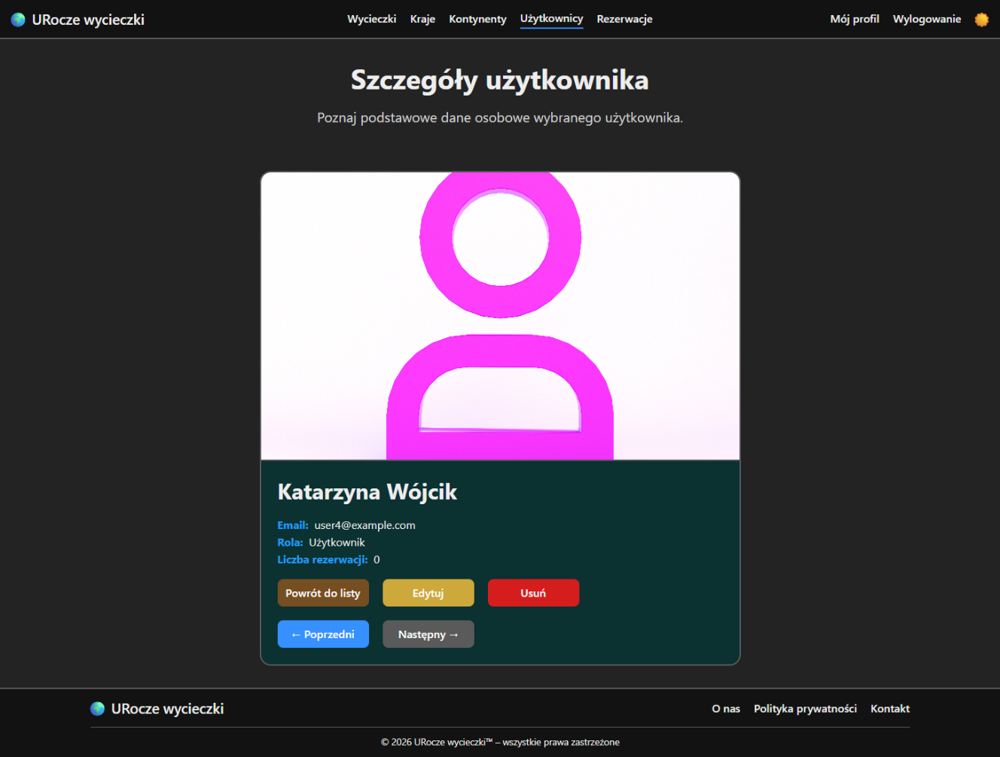 URocze wycieczki
Wycieczki Kraje Kontynenty Użytkownicy Rezerwacje
Mój profil Wylogowanie
Szczegóły użytkownika
Poznaj podstawowe dane osobowe wybranego użytkownika.
Katarzyna Wójcik
Email: user4@example.com
Rola: Użytkownik
Liczba rezerwacji: 0
Powrót do listy Edytuj Usuń
← Poprzedni Następny →
URocze wycieczki
O nas Polityka prywatności Kontakt
© 2026 URocze wycieczki™ – wszystkie prawa zastrzeżone